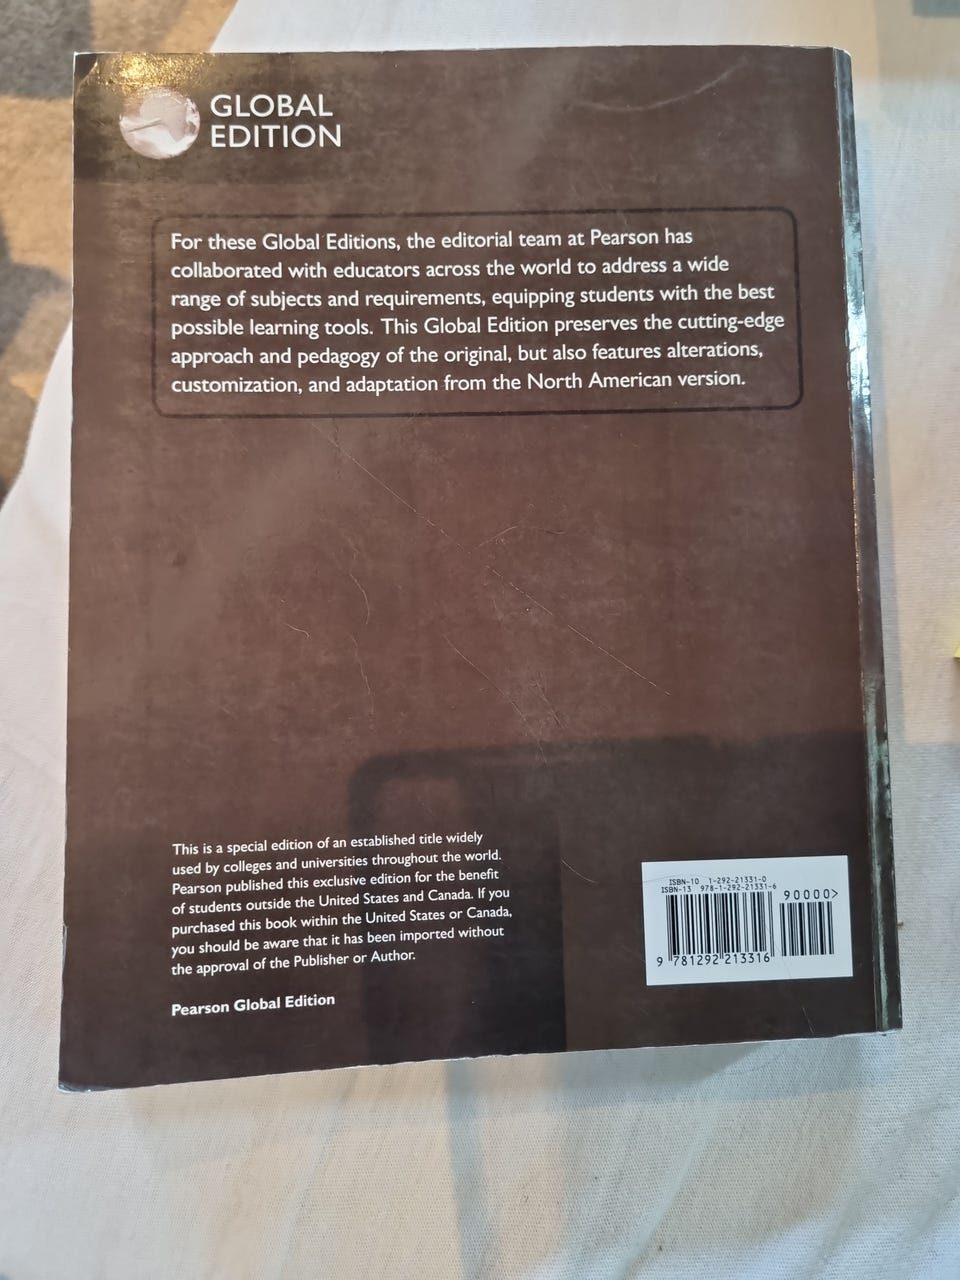 GLOBAL
EDITION
For these Global Editions, the editorial team at Pearson has
collaborated with educators across the world to address a wide
range of subjects and requirements, equipping students with the best
possible learning tools. This Global Edition preserves the cutting-edge
approach and pedagogy of the original, but also features alterations,
customization, and adaptation from the North American version.
This is a special edition of an established title widely
used by colleges and universities throughout the world.
Pearson published this exclusive edition for the benefit
of students outside the United States and Canada. If you
purchased this book within the United States or Canada,
you should be aware that it has been imported without
the approval of the Publisher or Author.
Pearson Global Edition
ISBN-10 1-292-21331-0
ISBN-13 978-1-292-21331-6
90000>
9 781292 213316